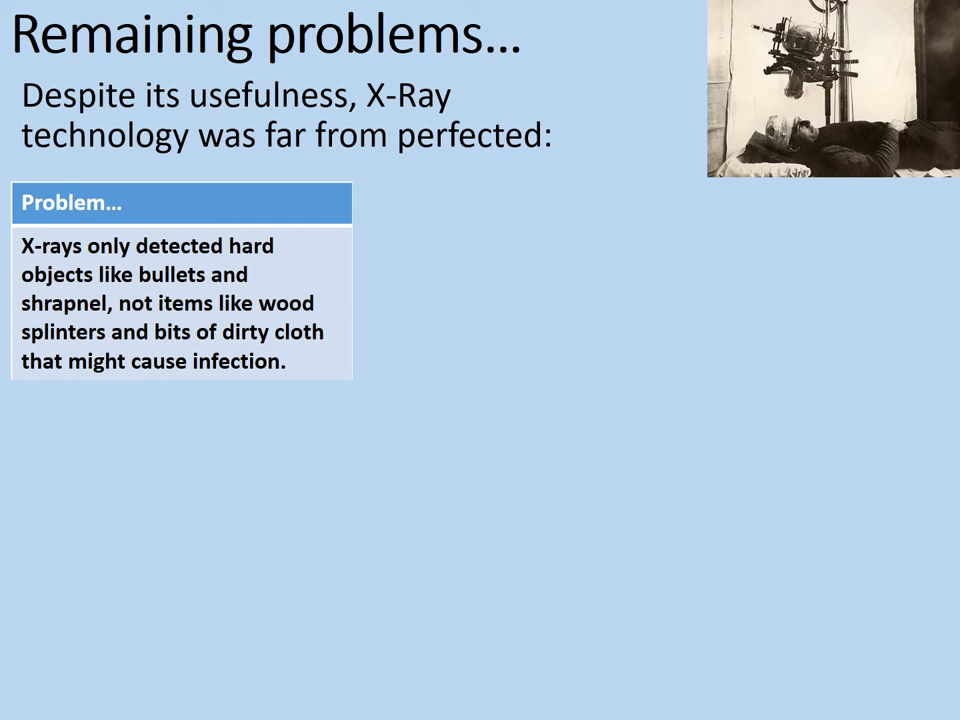 Remaining problems...
Despite its usefulness, X-Ray
technology was far from perfected:
Problem...
X-rays only detected hard
objects like bullets and
shrapnel, not items like wood
splinters and bits of dirty cloth
that might cause infection.